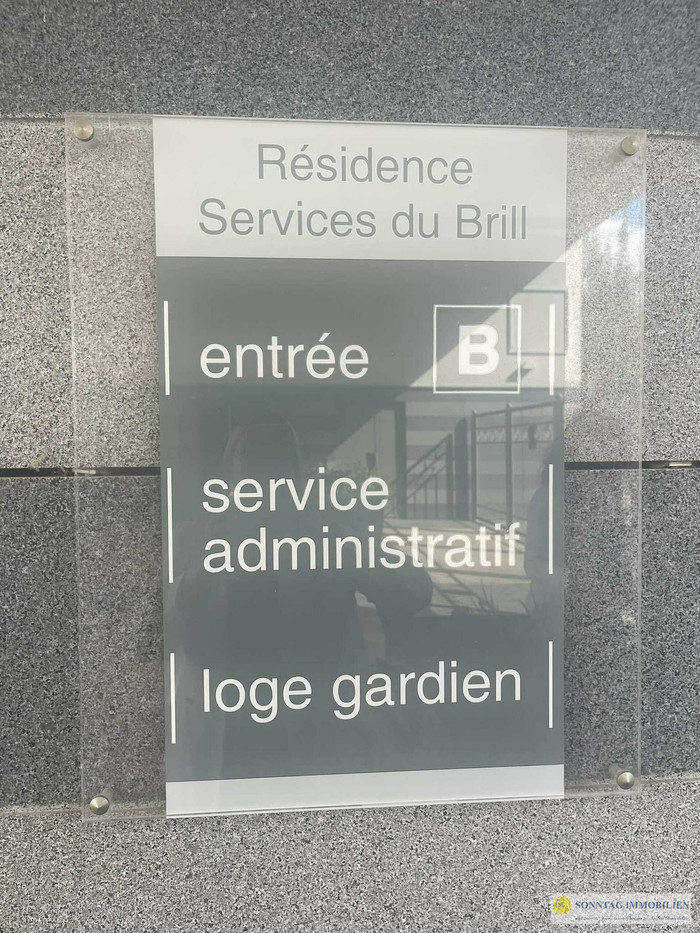 Résidence
Services du Brill
entrée B
service
administratif
loge gardien
SONNTAG IMMOBILIEN